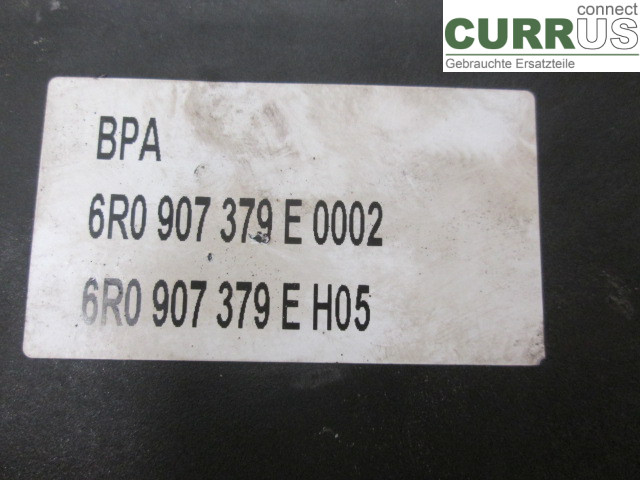 connect
CURRUS
Gebrauchte Ersatzteile
BPA
6R0 907 379 E 0002
6R0 907 379 E H05